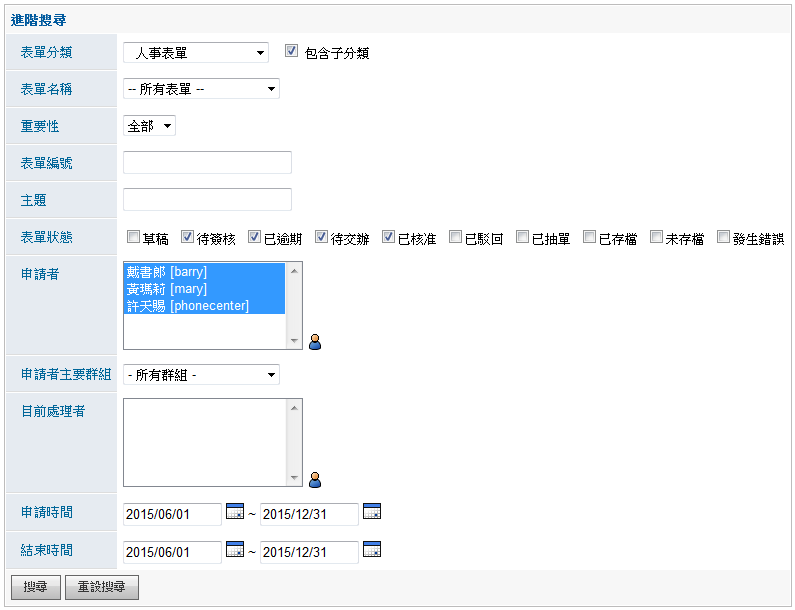 進階搜尋
表單分類 人事表單 包含子分類
表單名稱 -- 所有表單 --
重要性 全部
表單編號
主題
表單狀態 草稿 待簽核 已逾期 待交辦 已核准 已駁回 已抽單 已存檔 未存檔 發生錯誤
申請者 戴書郎 [barry]
黃瑪莉 [mary]
許天賜 [phonecenter]
申請者主要群組 - 所有群組 -
目前處理者
申請時間 2015/06/01 ~ 2015/12/31
結束時間 2015/06/01 ~ 2015/12/31
搜尋 重設搜尋